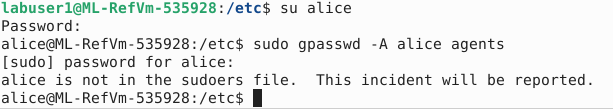 labuser1@ML-RefVm-535928:/etc$ su alice
Password:
alice@ML-RefVm-535928:/etc$ sudo gpasswd -A alice agents
[sudo] password for alice:
alice is not in the sudoers file.  This incident will be reported.
alice@ML-RefVm-535928:/etc$